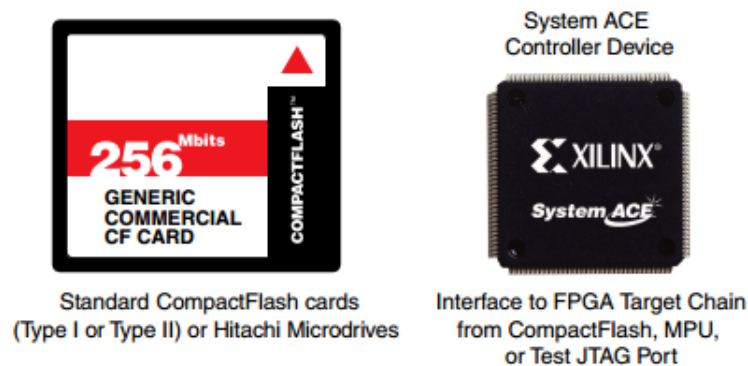 256 Mbits
GENERIC
COMMERCIAL
CF CARD
COMPACTFLASH™
Standard CompactFlash cards
(Type I or Type II) or Hitachi Microdrives
System ACE
Controller Device
XILINX®
System ACE
Interface to FPGA Target Chain
from CompactFlash, MPU,
or Test JTAG Port